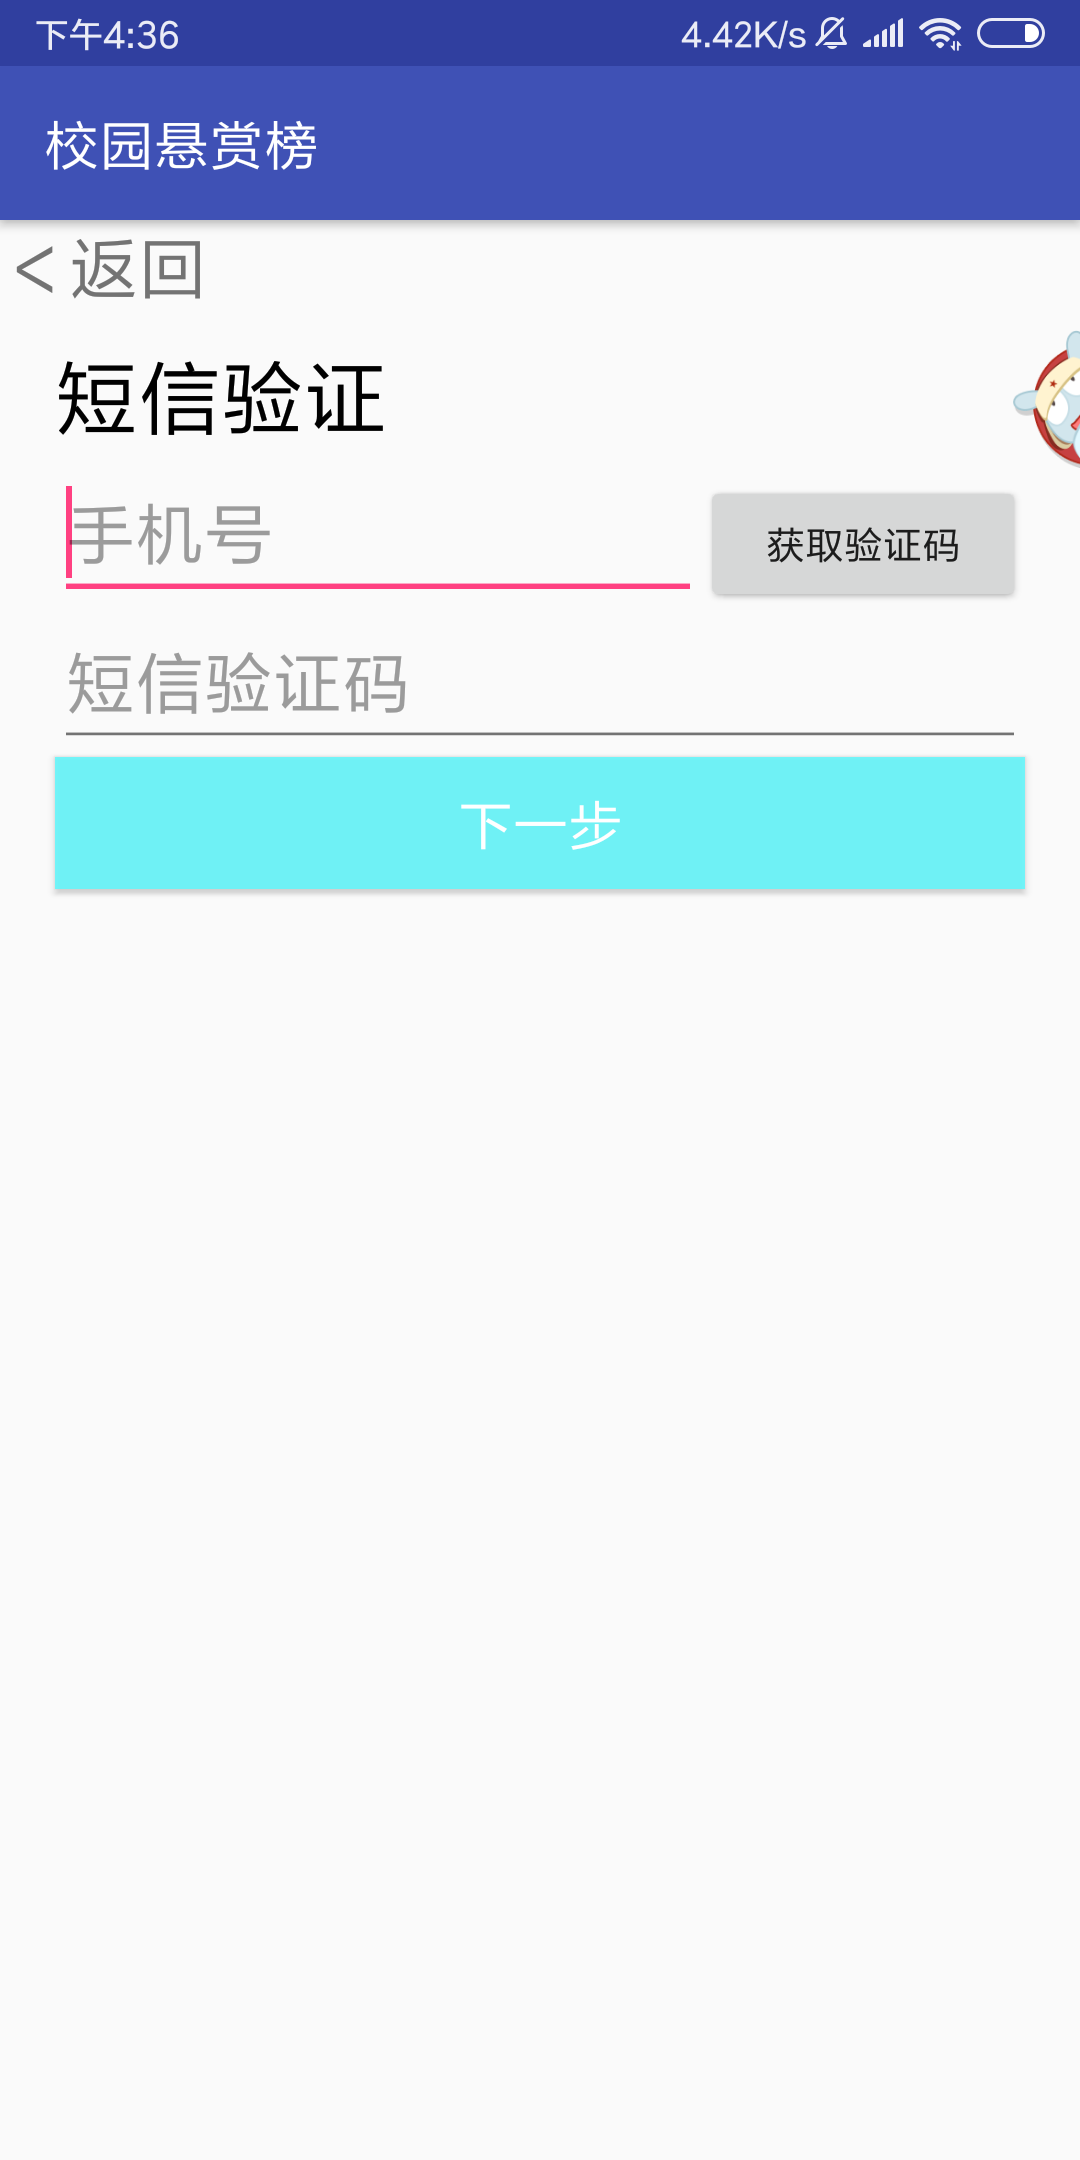 下午4:36 4.42K/s
校园悬赏榜
< 返回
短信验证
手机号 获取验证码
短信验证码
下一步